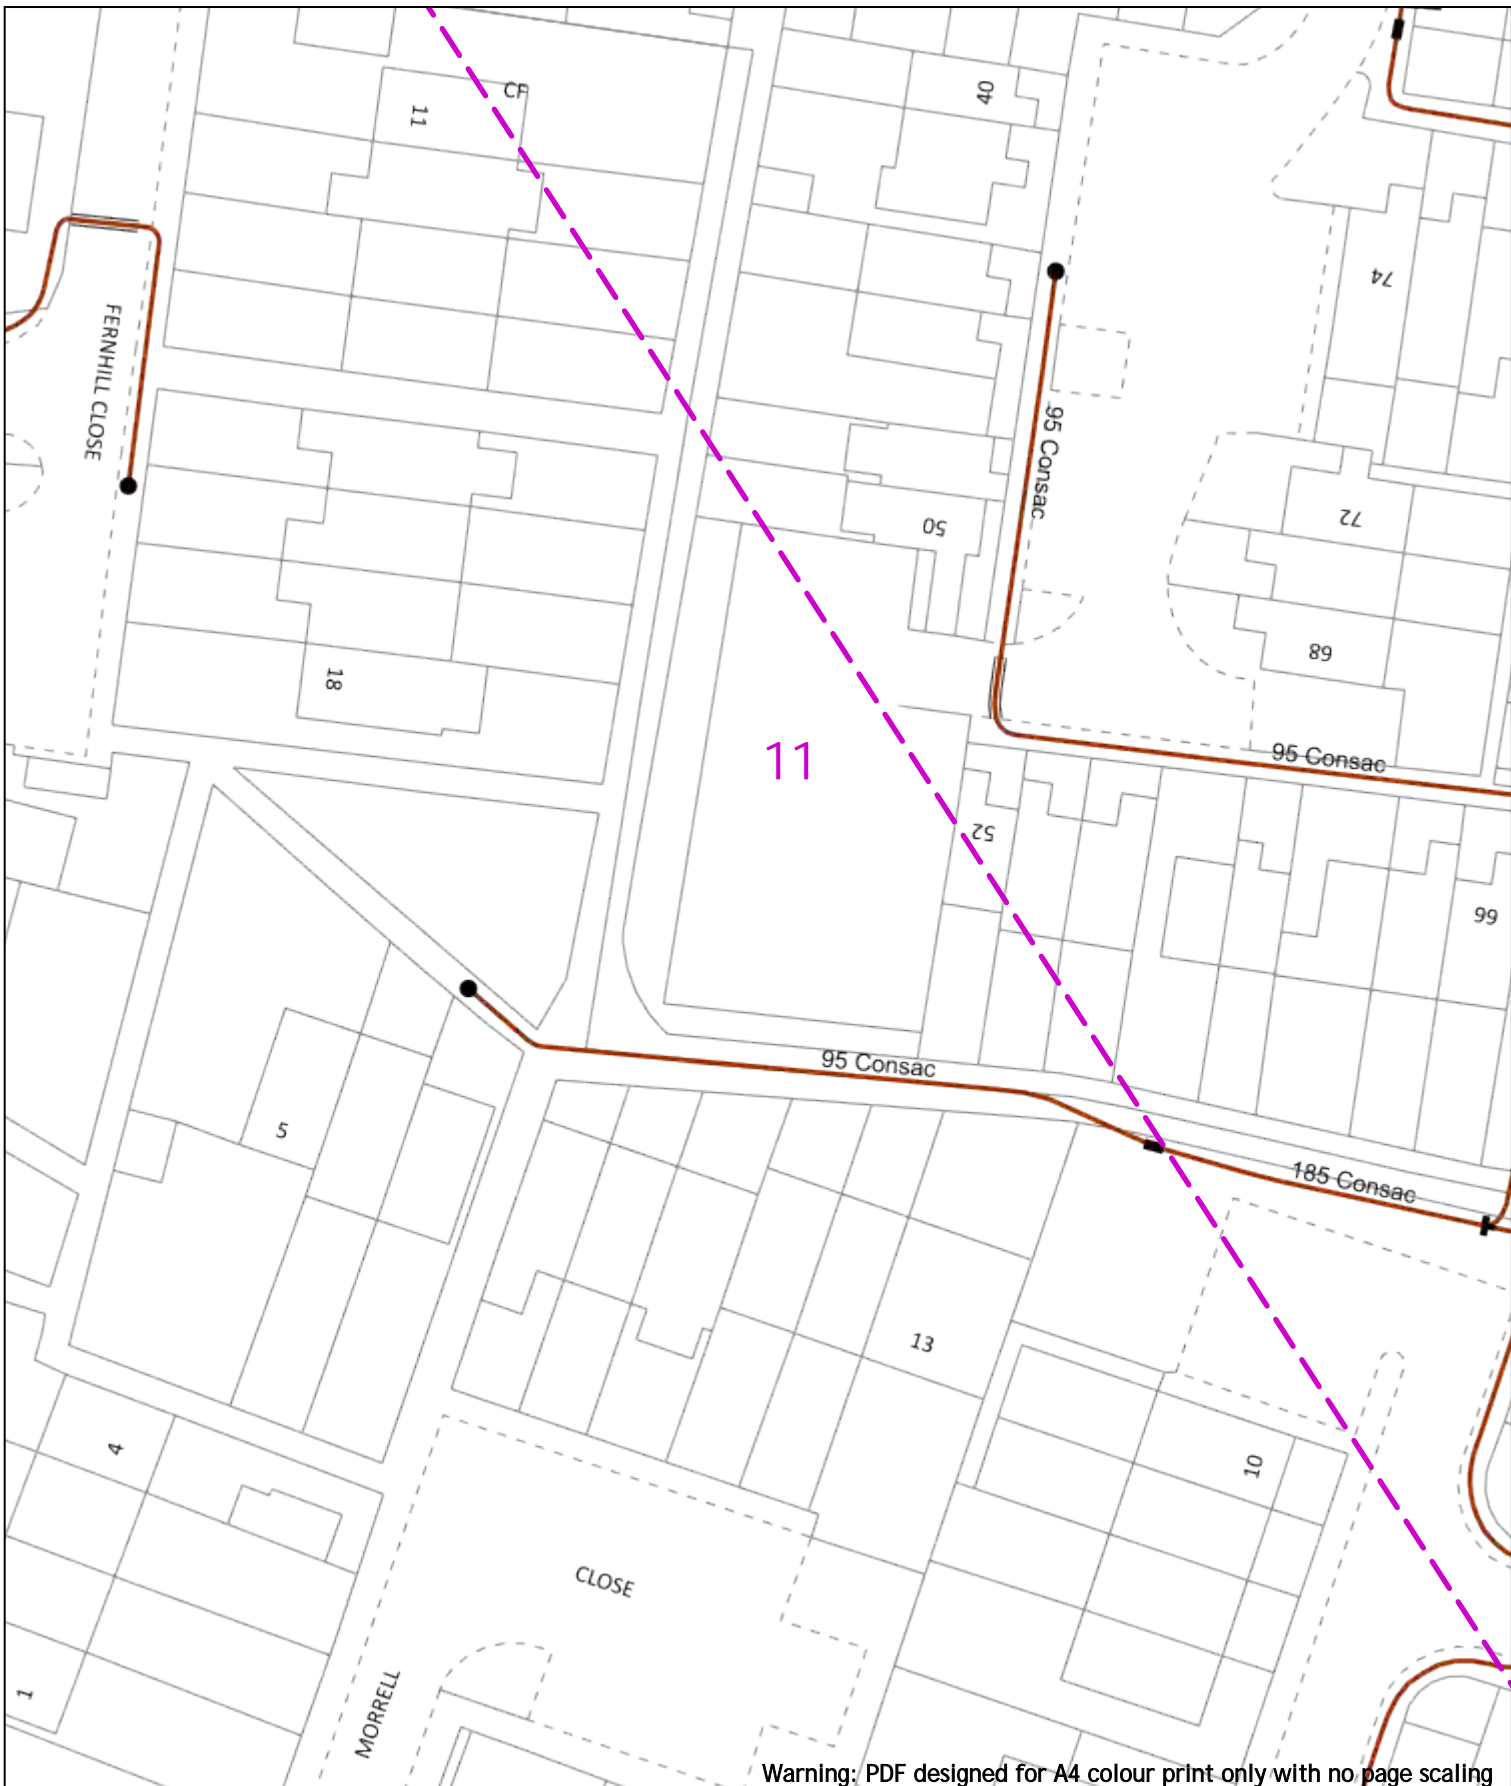 CF
11
40
74
FERNHILL CLOSE
95 Consac
50
72
68
18
11
95 Consac
52
66
95 Consac
5
185 Consac
13
4
10
CLOSE
1
MORRELL
Warning: PDF designed for A4 colour print only with no page scaling